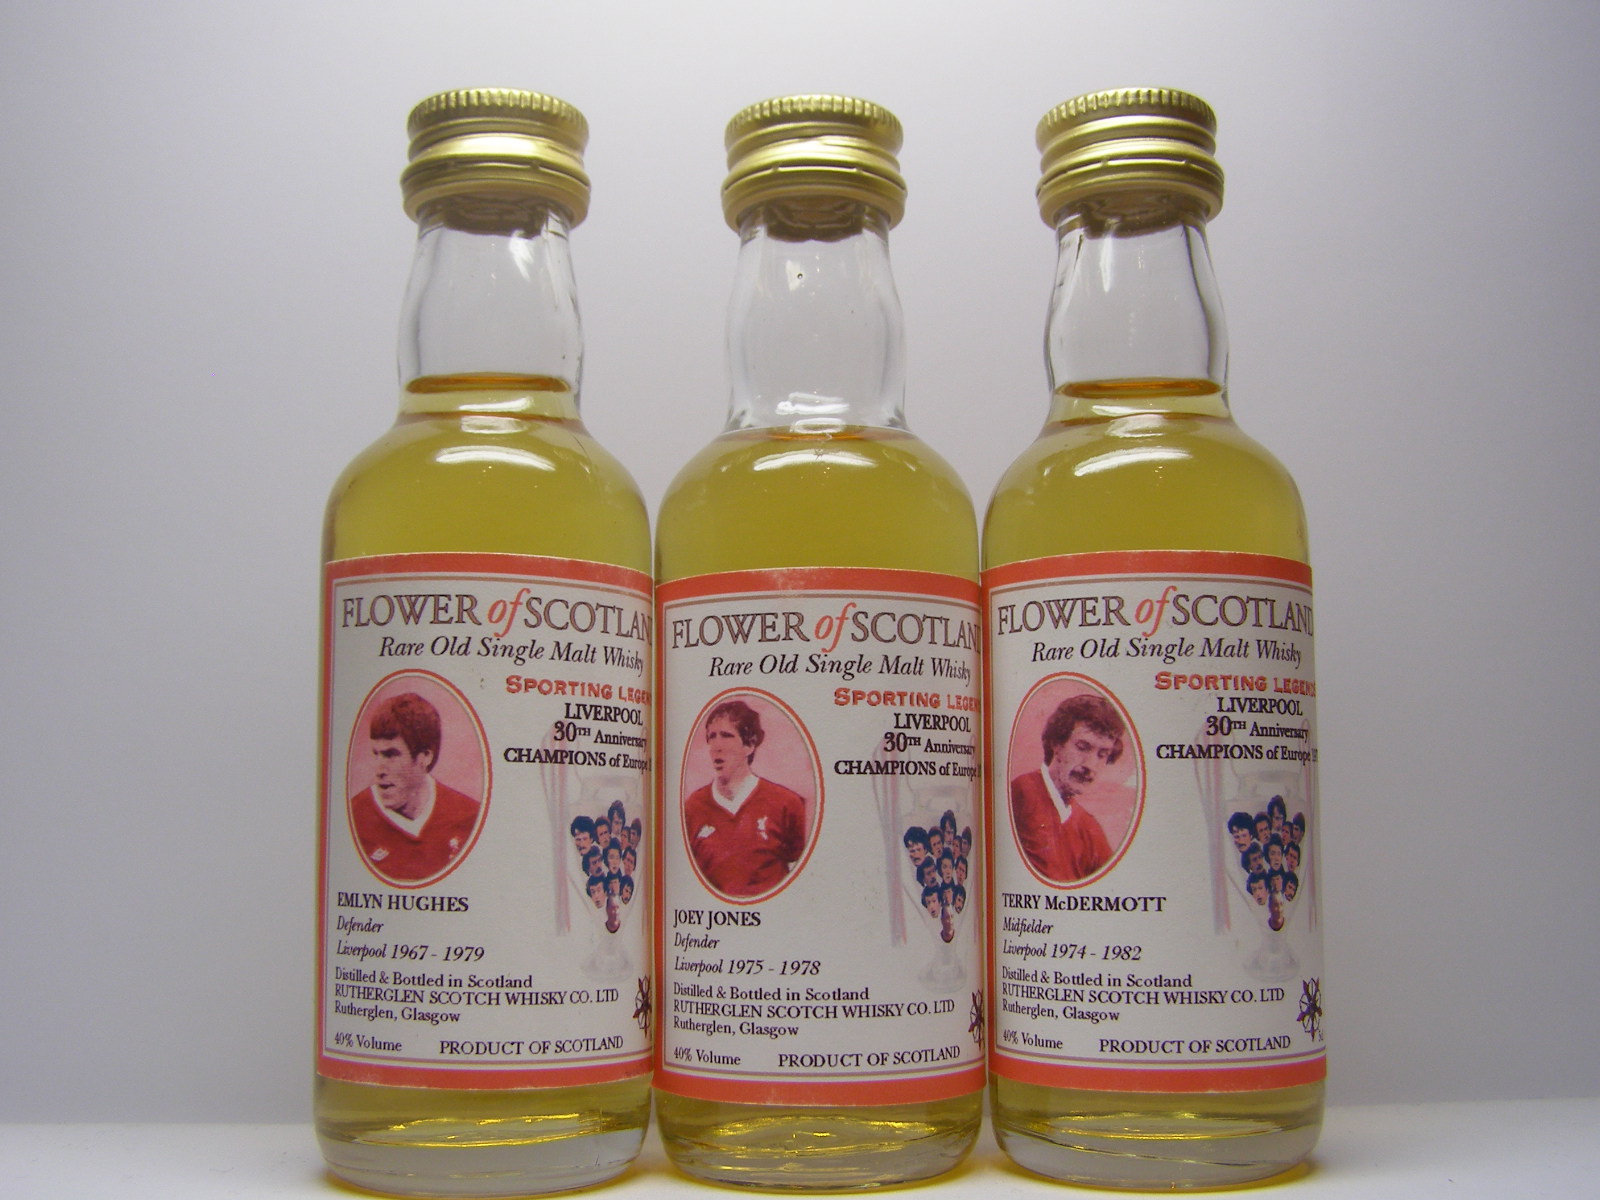 FLOWER of
Rare Old Single Malt Whisky
SPORTING
LIVERPOOL
30TH Anniversary
CHAMPIONS of Europe
EMLYN HUGHES
Defender
Liverpool 1967 - 1979
Distilled & Bottled in Scotland
RUTHERGLEN SCOTCH WHISKY CO. LTD
Rutherglen, Glasgow
40% Volume PRODUCT OF SCOTLAND
FLOWER of
Rare Old Single Malt Whisky
SPORTING
LIVERPOOL
30TH Anniversary
CHAMPIONS of Europe
JOEY JONES
Defender
Liverpool 1975 - 1978
Distilled & Bottled in Scotland
RUTHERGLEN SCOTCH WHISKY CO. LTD
Rutherglen, Glasgow
40% Volume PRODUCT OF SCOTLAND
FLOWER of SCOTLAND
Rare Old Single Malt Whisky
SPORTING LEGENDS
LIVERPOOL
30TH Anniversary
CHAMPIONS of Europe
TERRY McDERMOTT
Midfielder
Liverpool 1974 - 1982
Distilled & Bottled in Scotland
RUTHERGLEN SCOTCH WHISKY CO. LTD
Rutherglen, Glasgow
40% Volume PRODUCT OF SCOTLAND